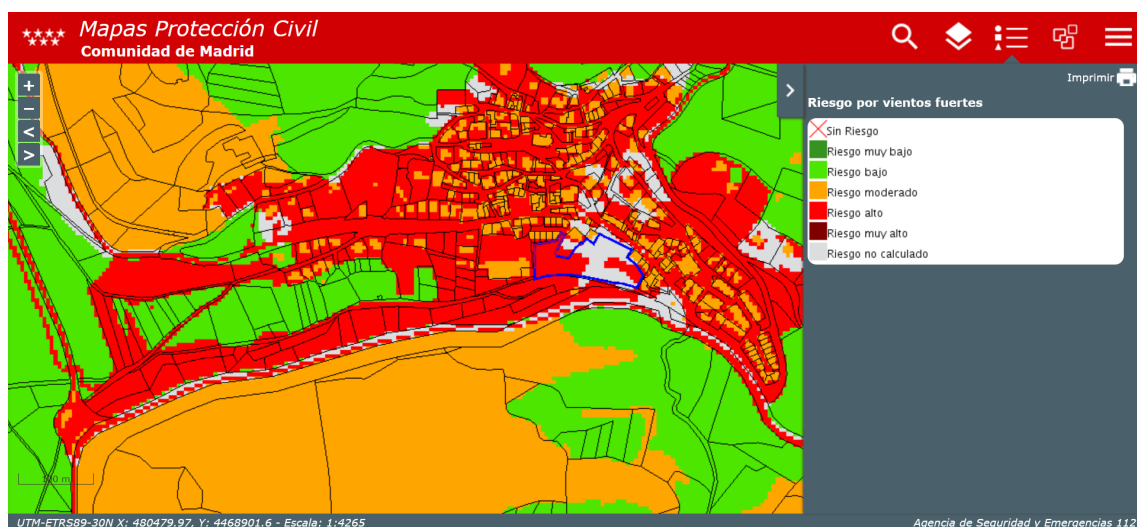 Mapas Protección Civil
Comunidad de Madrid
+
−
<
>
>
Imprimir
Riesgo por vientos fuertes
Sin Riesgo
Riesgo muy bajo
Riesgo bajo
Riesgo moderado
Riesgo alto
Riesgo muy alto
Riesgo no calculado
100 m
UTM-ETRS89-30N X: 480479.97, Y: 4468901.6 - Escala: 1:4265
Agencia de Seguridad y Emergencias 112